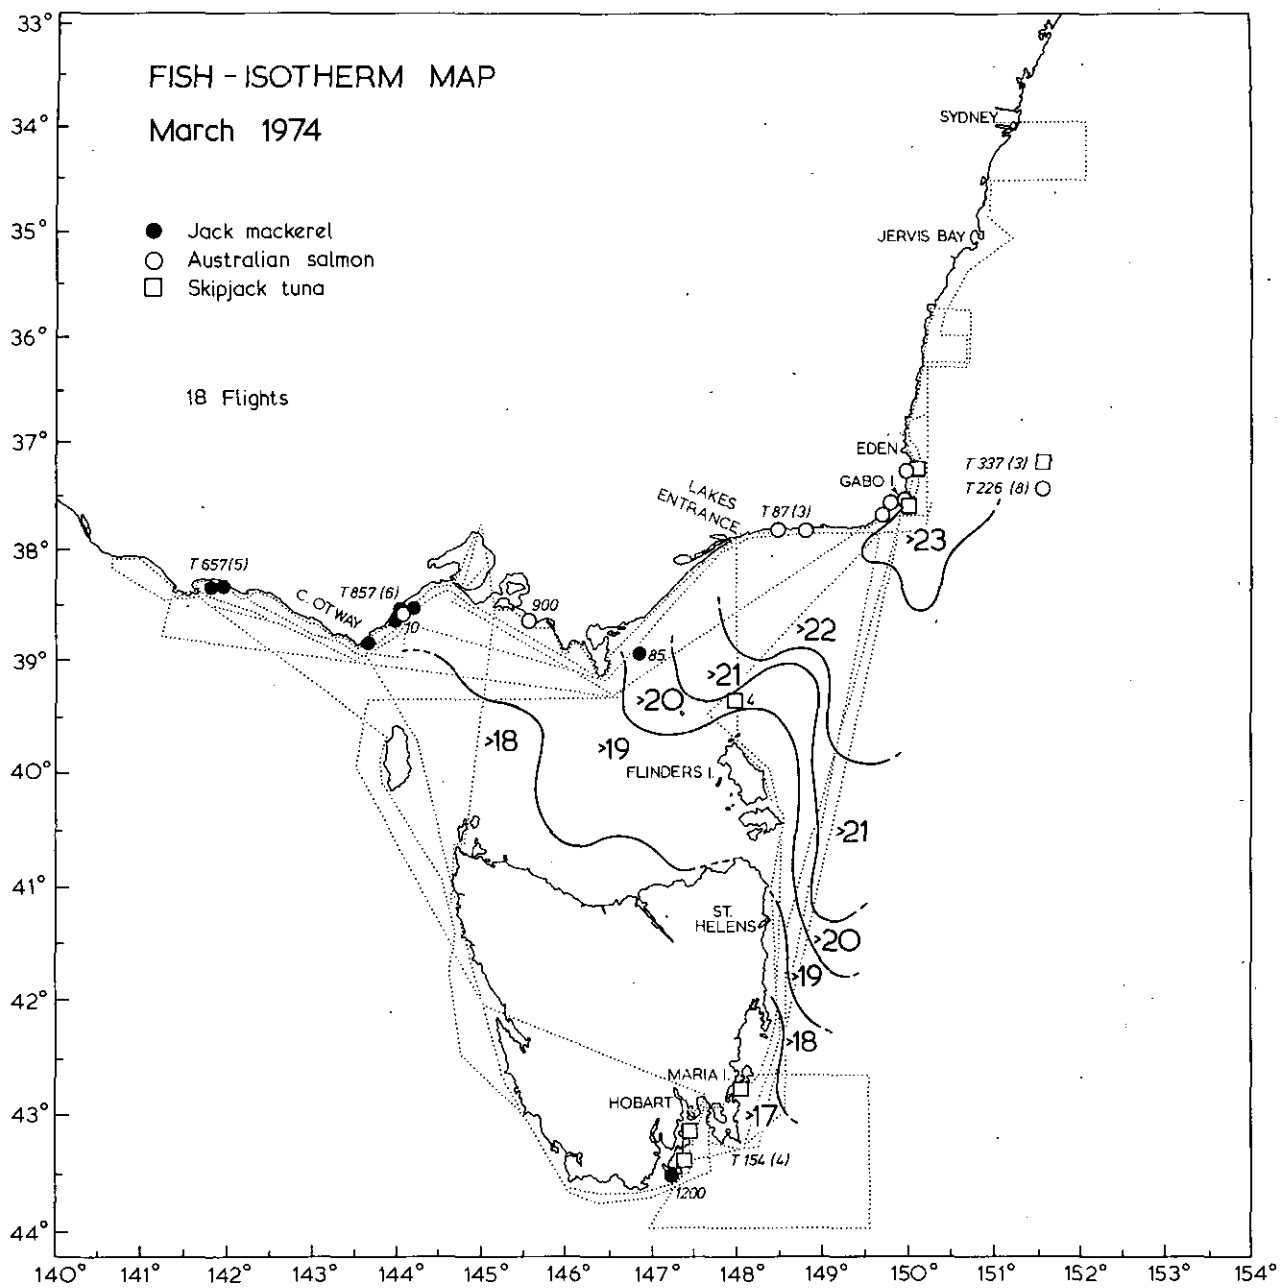 33°
FISH - ISOTHERM MAP
March 1974
34°
SYDNEY
Jack mackerel
35°
JERVIS BAY
Australian salmon
Skipjack tuna
36°
18 Flights
37°
EDEN
T 337 (3)
GABO I.
T 226 (8)
LAKES
ENTRANCE
T 87 (3)
38°
>23
T 657 (5)
T 857 (6)
C. OTWAY
900
10
>22
39°
85
>21
>20
4
>18
>19
40°
FLINDERS I.
>21
41°
ST.
HELENS
>20
>19
42°
>18
MARIA I.
43°
HOBART
>17
T 154 (4)
1200
44°
140° 141° 142° 143° 144° 145° 146° 147° 148° 149° 150° 151° 152° 153° 154°